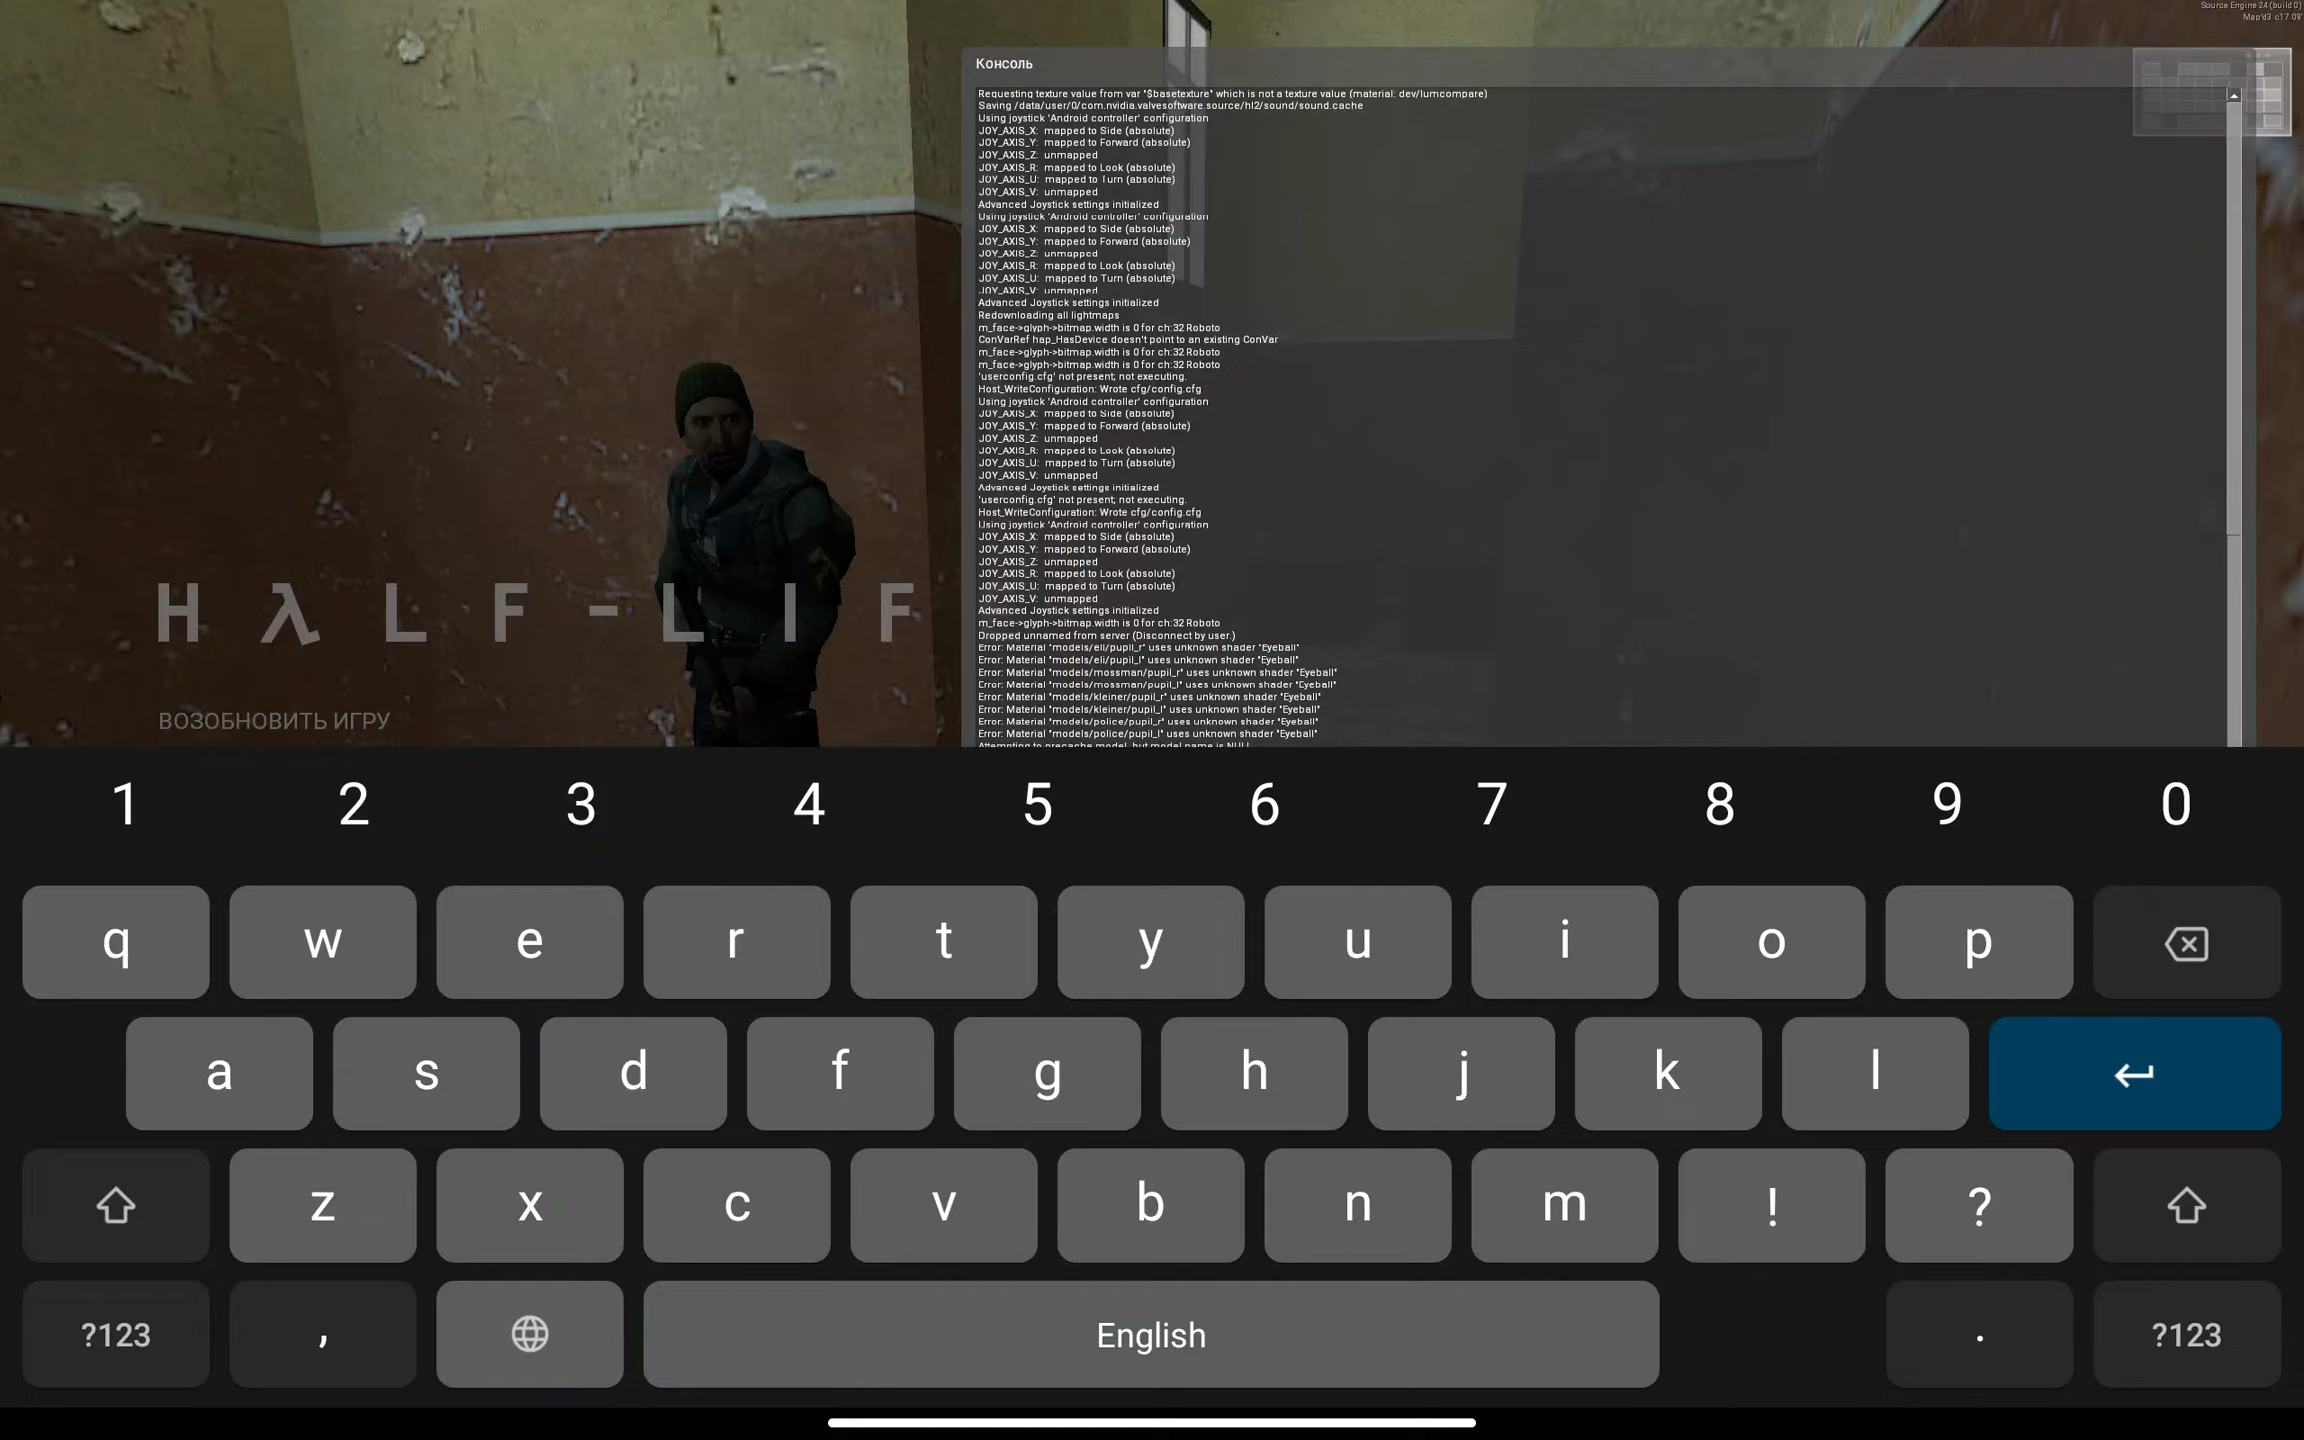 Source Engine 24 (build 0)
Map 'd3_c17_09'
Консоль
Requesting texture value from var "$basetexture" which is not a texture value (material: dev/lumcompare)
Saving /data/user/0/com.nvidia.valvesoftware.source/hl2/sound/sound.cache
Using joystick 'Android controller' configuration
JOY_AXIS_X: mapped to Side (absolute)
JOY_AXIS_Y: mapped to Forward (absolute)
JOY_AXIS_Z: unmapped
JOY_AXIS_R: mapped to Look (absolute)
JOY_AXIS_U: mapped to Turn (absolute)
JOY_AXIS_V: unmapped
Advanced Joystick settings initialized
Using joystick 'Android controller' configuration
JOY_AXIS_X: mapped to Side (absolute)
JOY_AXIS_Y: mapped to Forward (absolute)
JOY_AXIS_Z: unmapped
JOY_AXIS_R: mapped to Look (absolute)
JOY_AXIS_U: mapped to Turn (absolute)
JOY_AXIS_V: unmapped
Advanced Joystick settings initialized
Redownloading all lightmaps
m_face->glyph->bitmap.width is 0 for ch:32 Roboto
ConVarRef hap_HasDevice doesn't point to an existing ConVar
m_face->glyph->bitmap.width is 0 for ch:32 Roboto
m_face->glyph->bitmap.width is 0 for ch:32 Roboto
'userconfig.cfg' not present; not executing.
Host_WriteConfiguration: Wrote cfg/config.cfg
Using joystick 'Android controller' configuration
JOY_AXIS_X: mapped to Side (absolute)
JOY_AXIS_Y: mapped to Forward (absolute)
JOY_AXIS_Z: unmapped
JOY_AXIS_R: mapped to Look (absolute)
JOY_AXIS_U: mapped to Turn (absolute)
JOY_AXIS_V: unmapped
Advanced Joystick settings initialized
'userconfig.cfg' not present; not executing.
Host_WriteConfiguration: Wrote cfg/config.cfg
Using joystick 'Android controller' configuration
JOY_AXIS_X: mapped to Side (absolute)
JOY_AXIS_Y: mapped to Forward (absolute)
JOY_AXIS_Z: unmapped
JOY_AXIS_R: mapped to Look (absolute)
JOY_AXIS_U: mapped to Turn (absolute)
JOY_AXIS_V: unmapped
Advanced Joystick settings initialized
m_face->glyph->bitmap.width is 0 for ch:32 Roboto
Dropped unnamed from server (Disconnect by user.)
Error: Material "models/eli/pupil_r" uses unknown shader "Eyeball"
Error: Material "models/eli/pupil_l" uses unknown shader "Eyeball"
Error: Material "models/mossman/pupil_r" uses unknown shader "Eyeball"
Error: Material "models/mossman/pupil_l" uses unknown shader "Eyeball"
Error: Material "models/kleiner/pupil_r" uses unknown shader "Eyeball"
Error: Material "models/kleiner/pupil_l" uses unknown shader "Eyeball"
Error: Material "models/police/pupil_r" uses unknown shader "Eyeball"
Error: Material "models/police/pupil_l" uses unknown shader "Eyeball"
Attempting to precache model, but model name is NULL
HλLF-LIF
ВОЗОБНОВИТЬ ИГРУ
1 2 3 4 5 6 7 8 9 0
q w e r t y u i o p
a s d f g h j k l
z x c v b n m ! ?
?123 , English . ?123